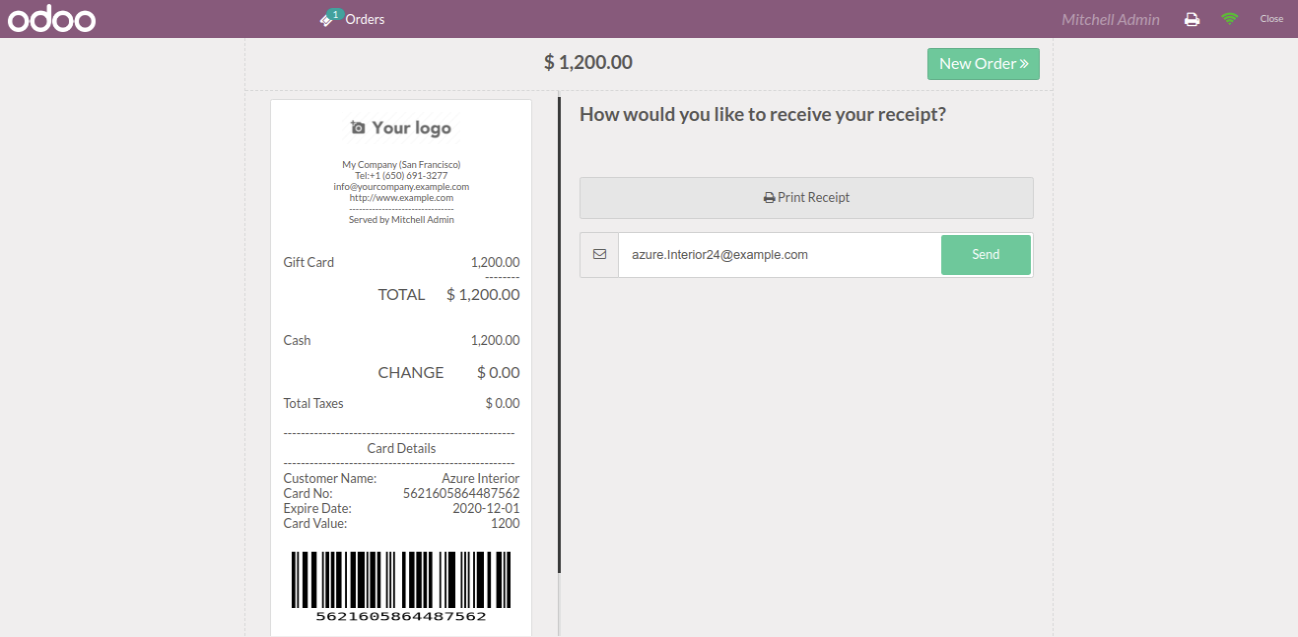 odoo
1
Orders
Mitchell Admin
Close
$ 1,200.00
New Order »
Your logo
My Company (San Francisco)
Tel:+1 (650) 691-3277
info@yourcompany.example.com
http://www.example.com
--------------------------------
Served by Mitchell Admin
Gift Card 1,200.00
--------
TOTAL $ 1,200.00
Cash 1,200.00
CHANGE $ 0.00
Total Taxes $ 0.00
-----------------------------------------------------
Card Details
-----------------------------------------------------
Customer Name: Azure Interior
Card No: 5621605864487562
Expire Date: 2020-12-01
Card Value: 1200
5621605864487562
How would you like to receive your receipt?
Print Receipt
azure.Interior24@example.com
Send